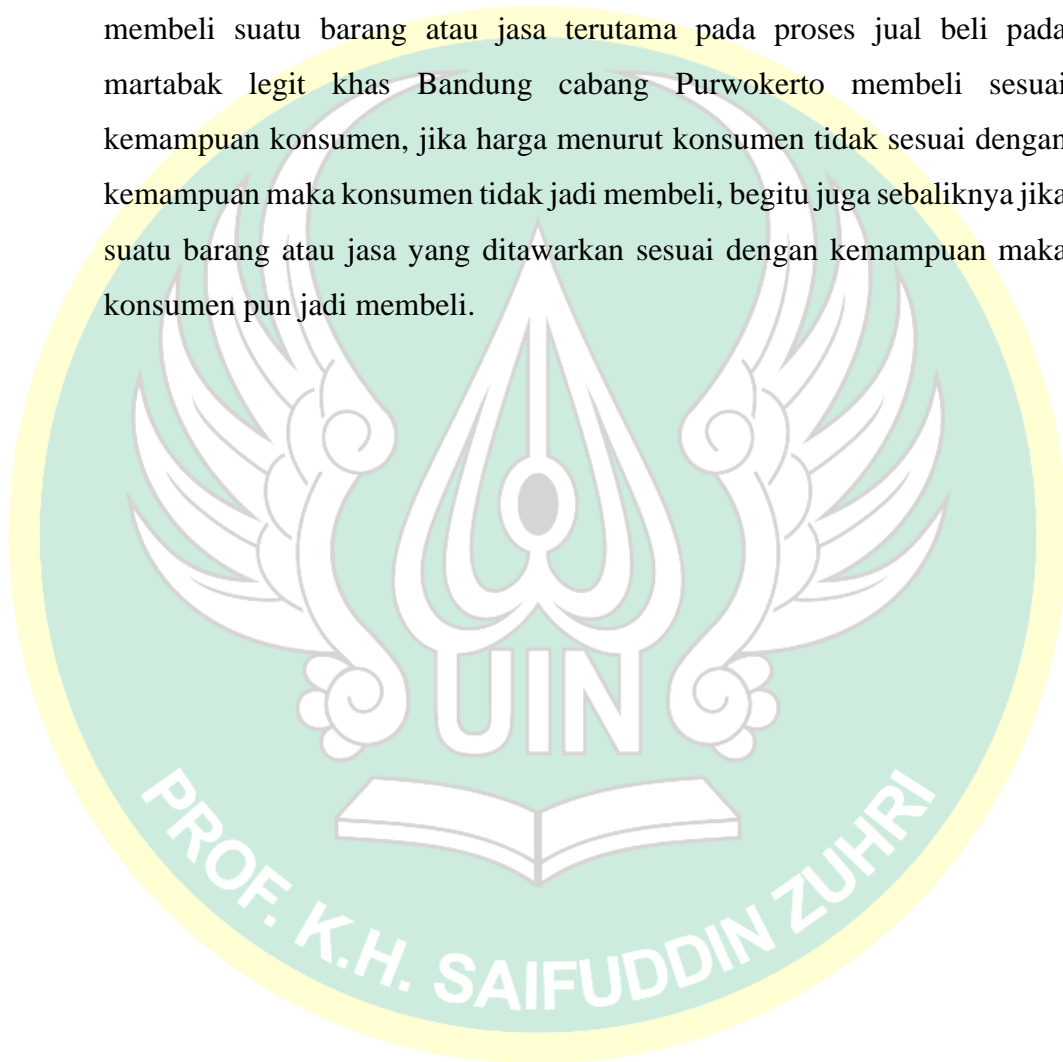 membeli suatu barang atau jasa terutama pada proses jual beli pada
martabak legit khas Bandung cabang Purwokerto membeli sesuai
kemampuan konsumen, jika harga menurut konsumen tidak sesuai dengan
kemampuan maka konsumen tidak jadi membeli, begitu juga sebaliknya jika
suatu barang atau jasa yang ditawarkan sesuai dengan kemampuan maka
konsumen pun jadi membeli.
UIN
PROF. K.H. SAIFUDDIN ZUHRI